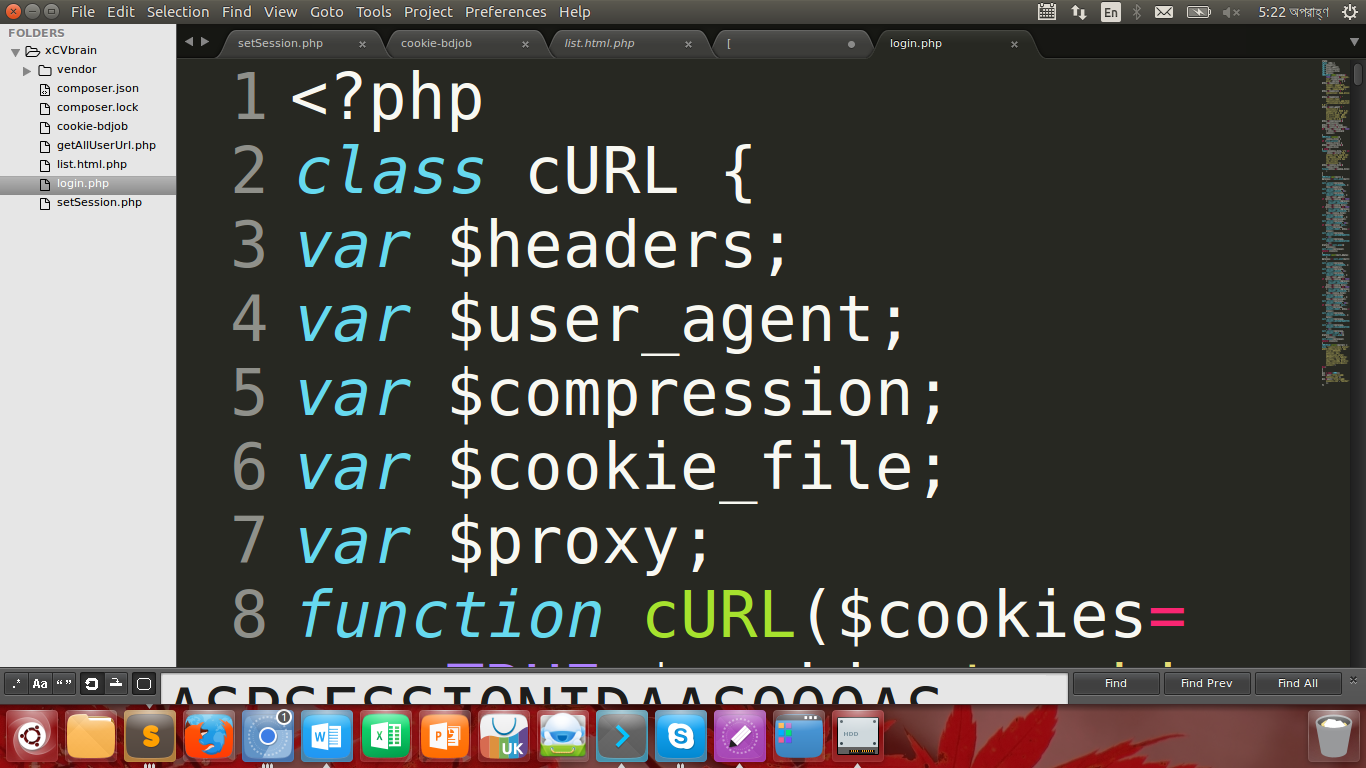 File Edit Selection Find View Goto Tools Project Preferences Help
En
5:22 অপরাহ্ণ
FOLDERS
xCVbrain
vendor
composer.json
composer.lock
cookie-bdjob
getAllUserUrl.php
list.html.php
login.php
setSession.php
setSession.php
cookie-bdjob
list.html.php
[
login.php
1 <?php
2 class cURL {
3 var $headers;
4 var $user_agent;
5 var $compression;
6 var $cookie_file;
7 var $proxy;
8 function cURL($cookies=
.* Aa “ ”
Find
Find Prev
Find All
S
1
W
X
P
UK
S
HDD